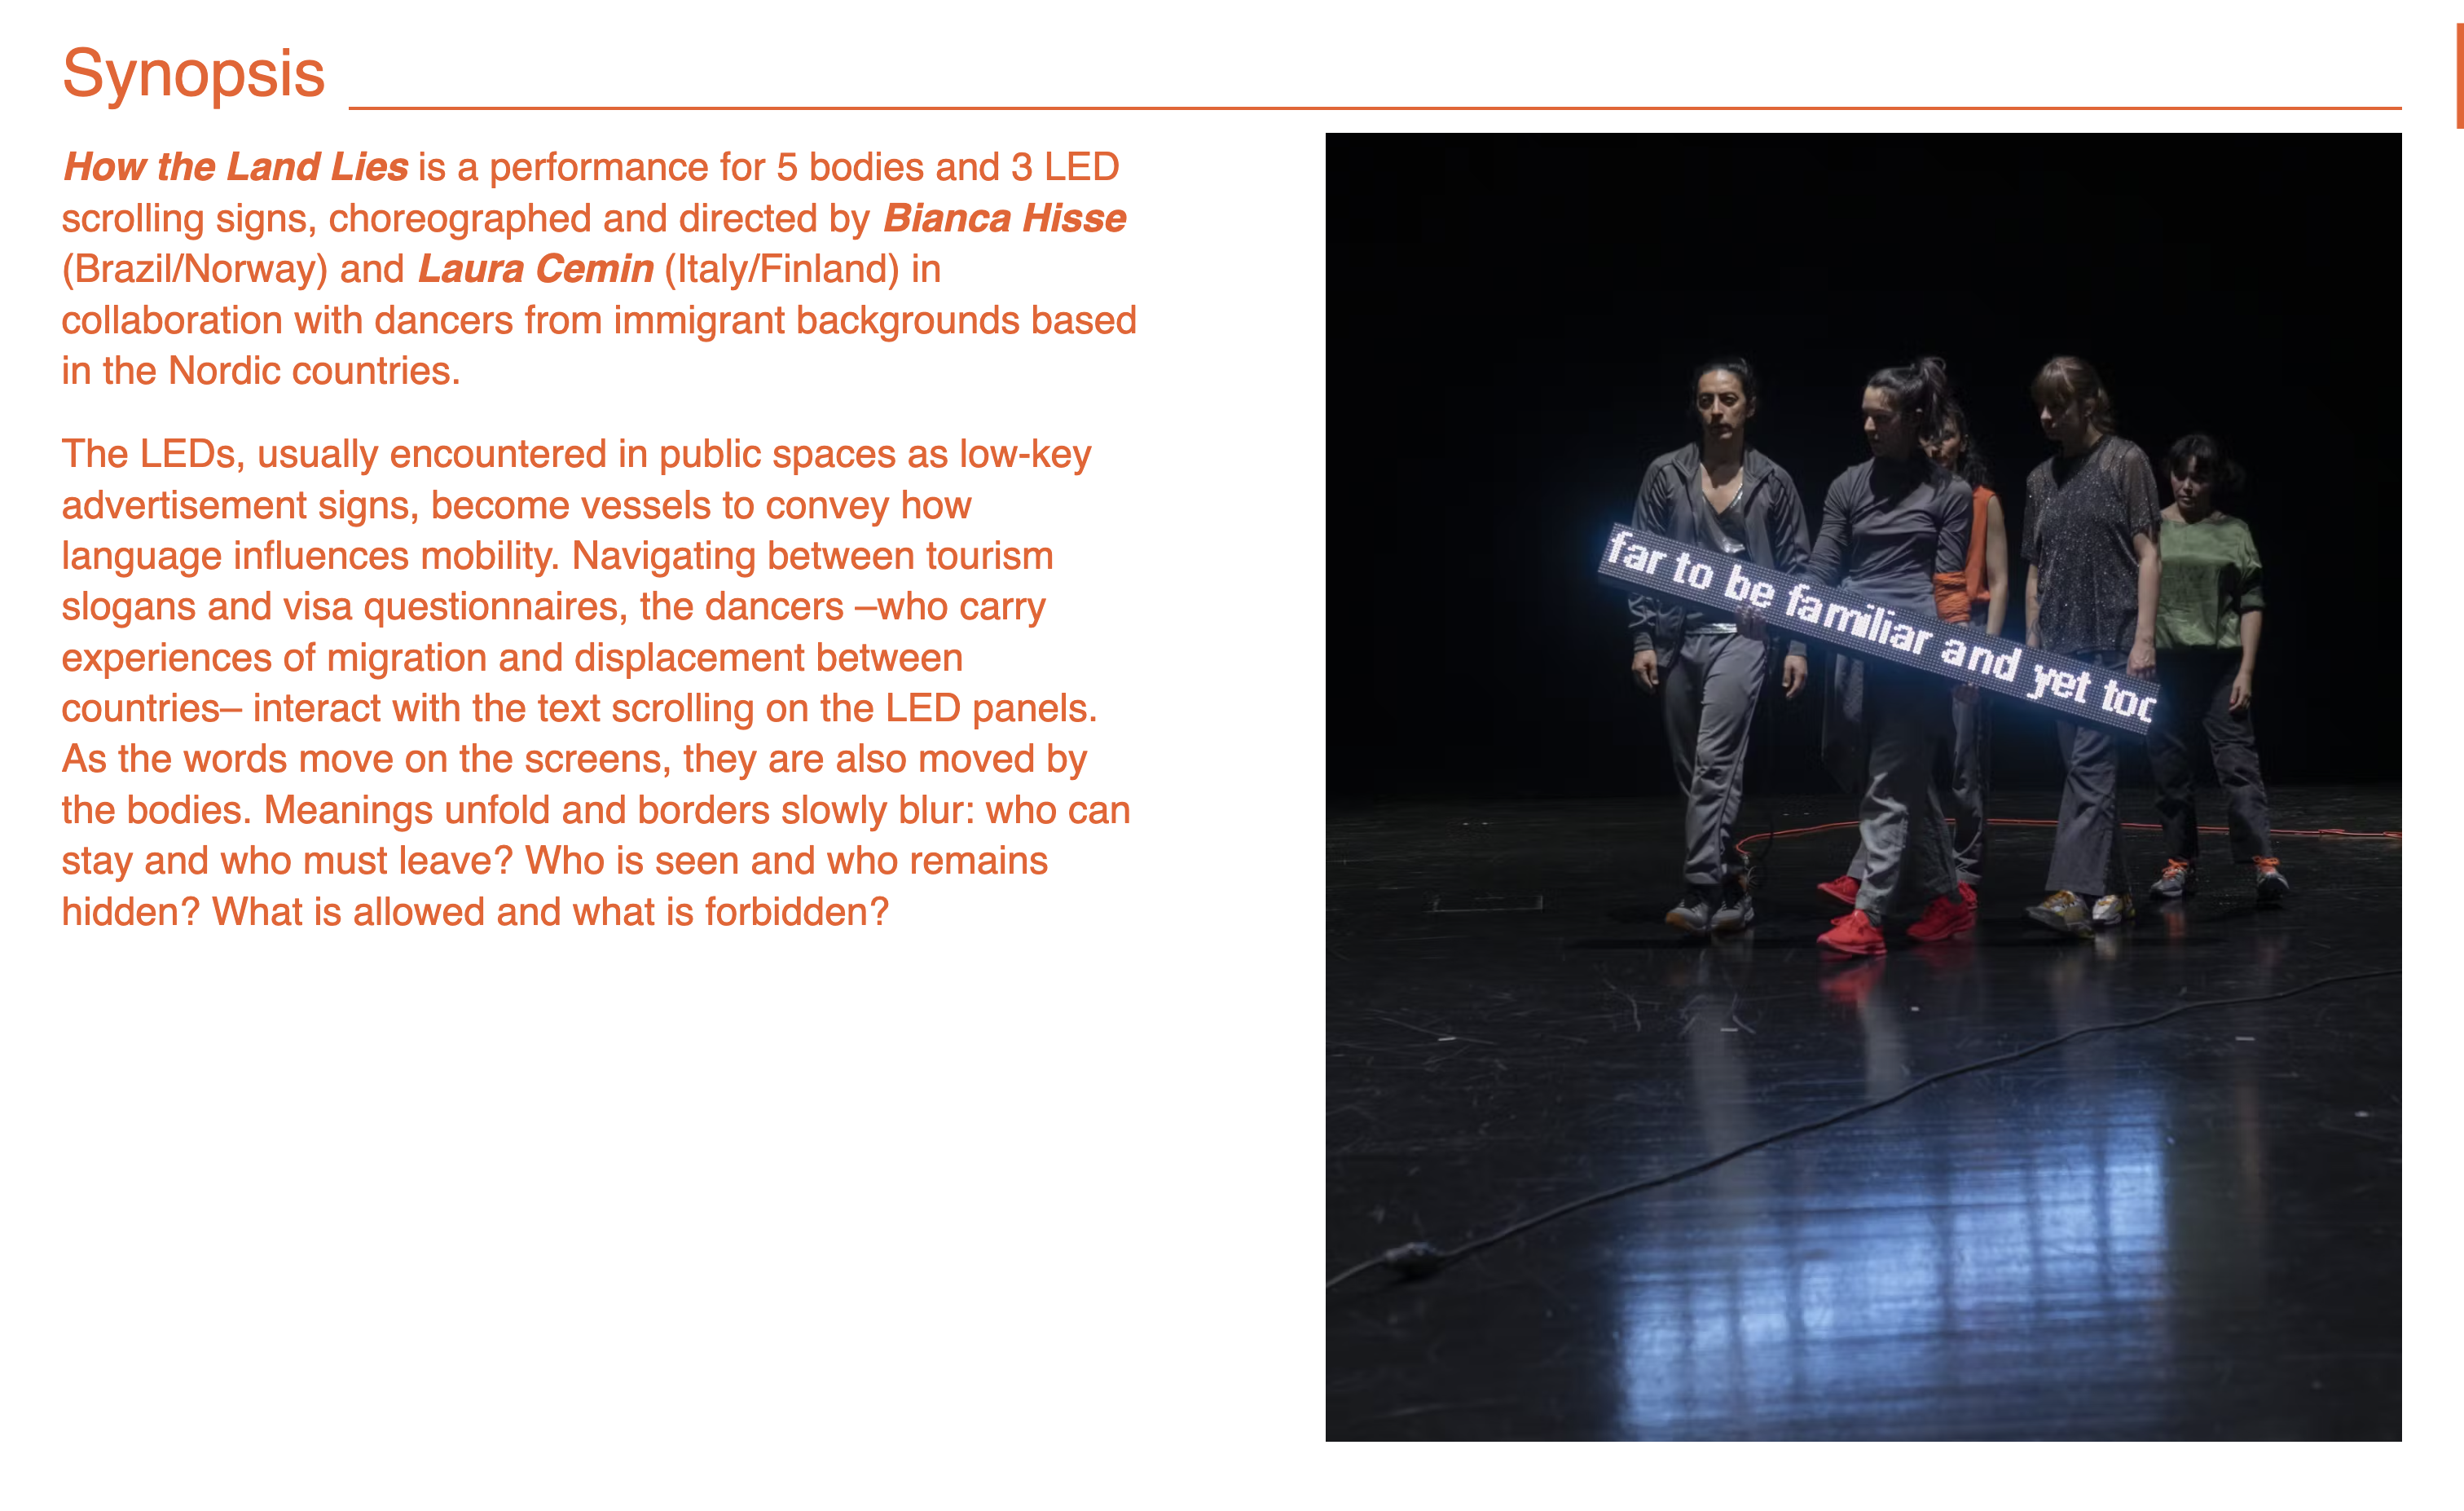 Synopsis
How the Land Lies is a performance for 5 bodies and 3 LED
scrolling signs, choreographed and directed by Bianca Hisse
(Brazil/Norway) and Laura Cemin (Italy/Finland) in
collaboration with dancers from immigrant backgrounds based
in the Nordic countries.
The LEDs, usually encountered in public spaces as low-key
advertisement signs, become vessels to convey how
language influences mobility. Navigating between tourism
slogans and visa questionnaires, the dancers –who carry
experiences of migration and displacement between
countries– interact with the text scrolling on the LED panels.
As the words move on the screens, they are also moved by
the bodies. Meanings unfold and borders slowly blur: who can
stay and who must leave? Who is seen and who remains
hidden? What is allowed and what is forbidden?
far to be familiar and yet